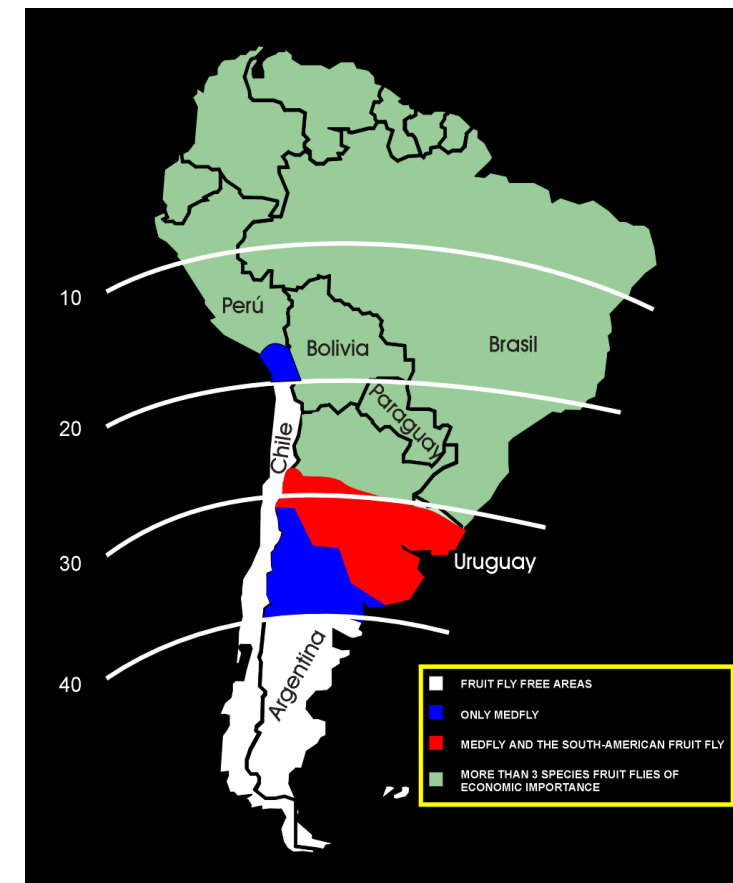 10
Perú
Bolivia
Brasil
20
Paraguay
Chile
30
Uruguay
40
Argentina
FRUIT FLY FREE AREAS
ONLY MEDFLY
MEDFLY AND THE SOUTH-AMERICAN FRUIT FLY
MORE THAN 3 SPECIES FRUIT FLIES OF
ECONOMIC IMPORTANCE